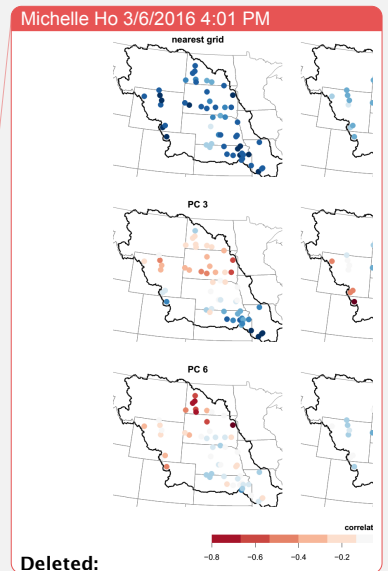 Michelle Ho 3/6/2016 4:01 PM
nearest grid
PC 3
PC 6
correlat
−0.8 −0.6 −0.4 −0.2
Deleted: